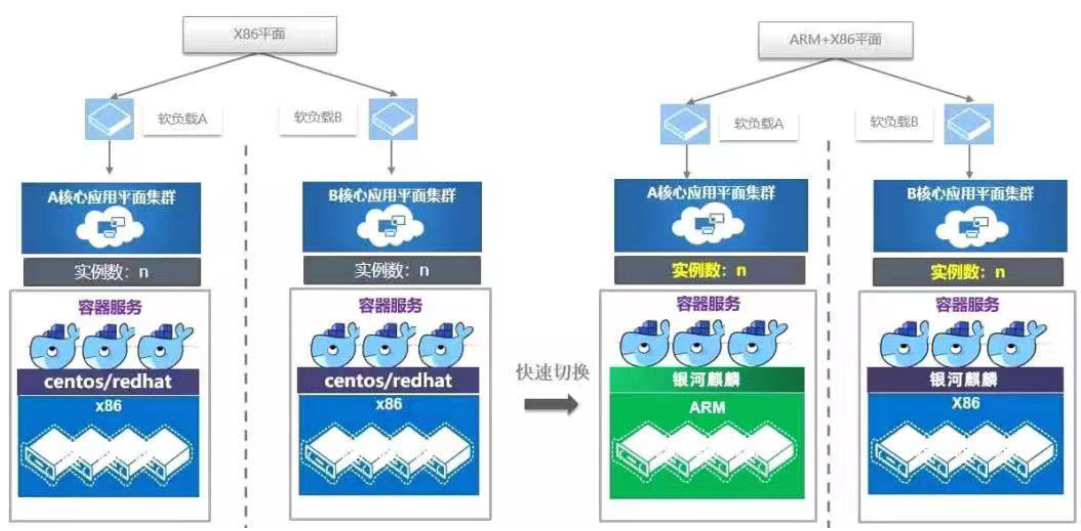 X86平面
软负载A
软负载B
A核心应用平面集群
B核心应用平面集群
实例数：n
实例数：n
容器服务
容器服务
centos/redhat
centos/redhat
x86
x86
快速切换
ARM+X86平面
软负载A
软负载B
A核心应用平面集群
B核心应用平面集群
实例数：n
实例数：n
容器服务
容器服务
银河麒麟
银河麒麟
ARM
X86